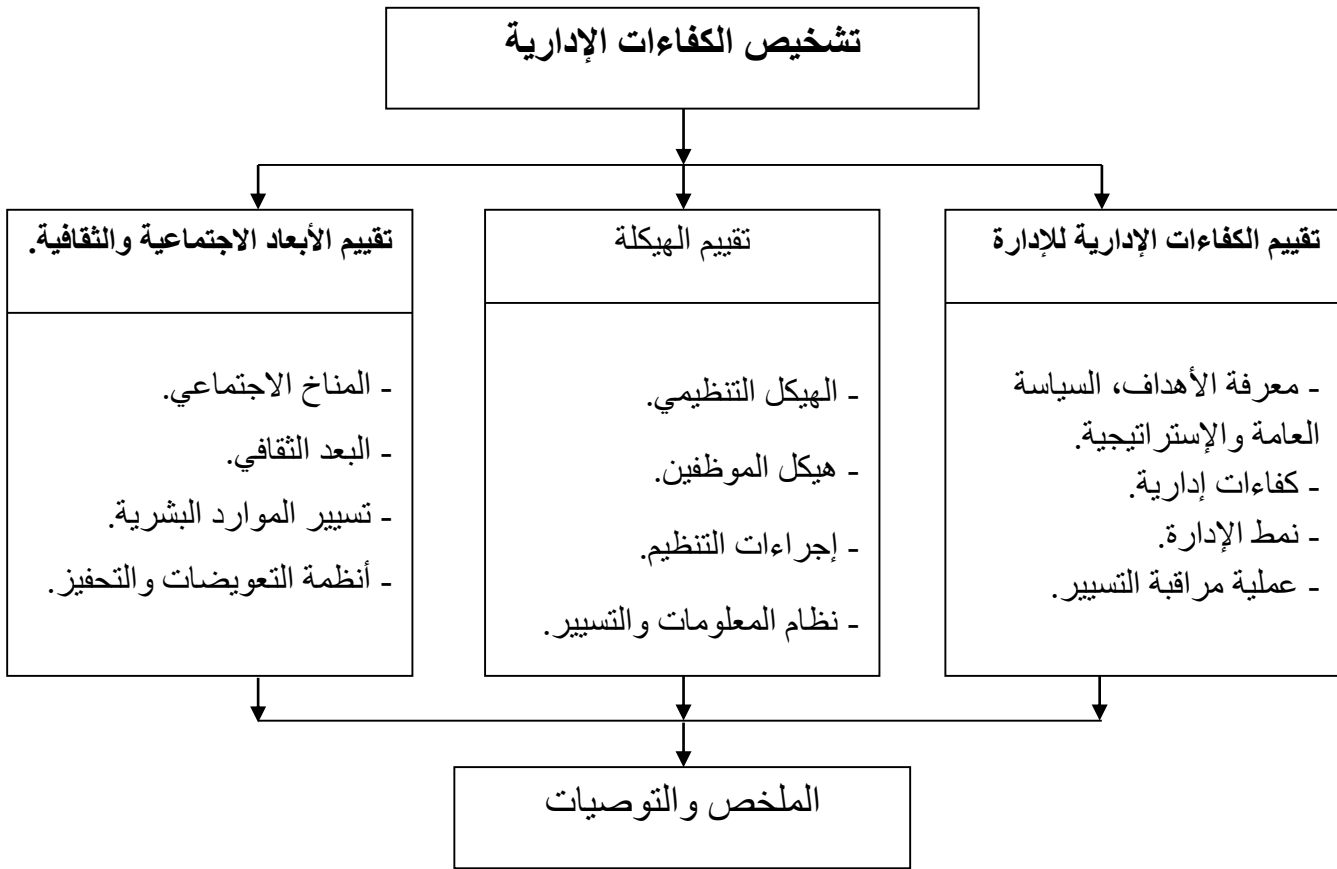 تشخيص الكفاءات الإدارية
تقييم الكفاءات الإدارية للإدارة
- معرفة الأهداف، السياسة
العامة والإستراتيجية.
- كفاءات إدارية.
- نمط الإدارة.
- عملية مراقبة التسيير.
تقييم الهيكلة
- الهيكل التنظيمي.
- هيكل الموظفين.
- إجراءات التنظيم.
- نظام المعلومات والتسيير.
تقييم الأبعاد الاجتماعية والثقافية.
- المناخ الاجتماعي.
- البعد الثقافي.
- تسيير الموارد البشرية.
- أنظمة التعويضات والتحفيز.
الملخص والتوصيات